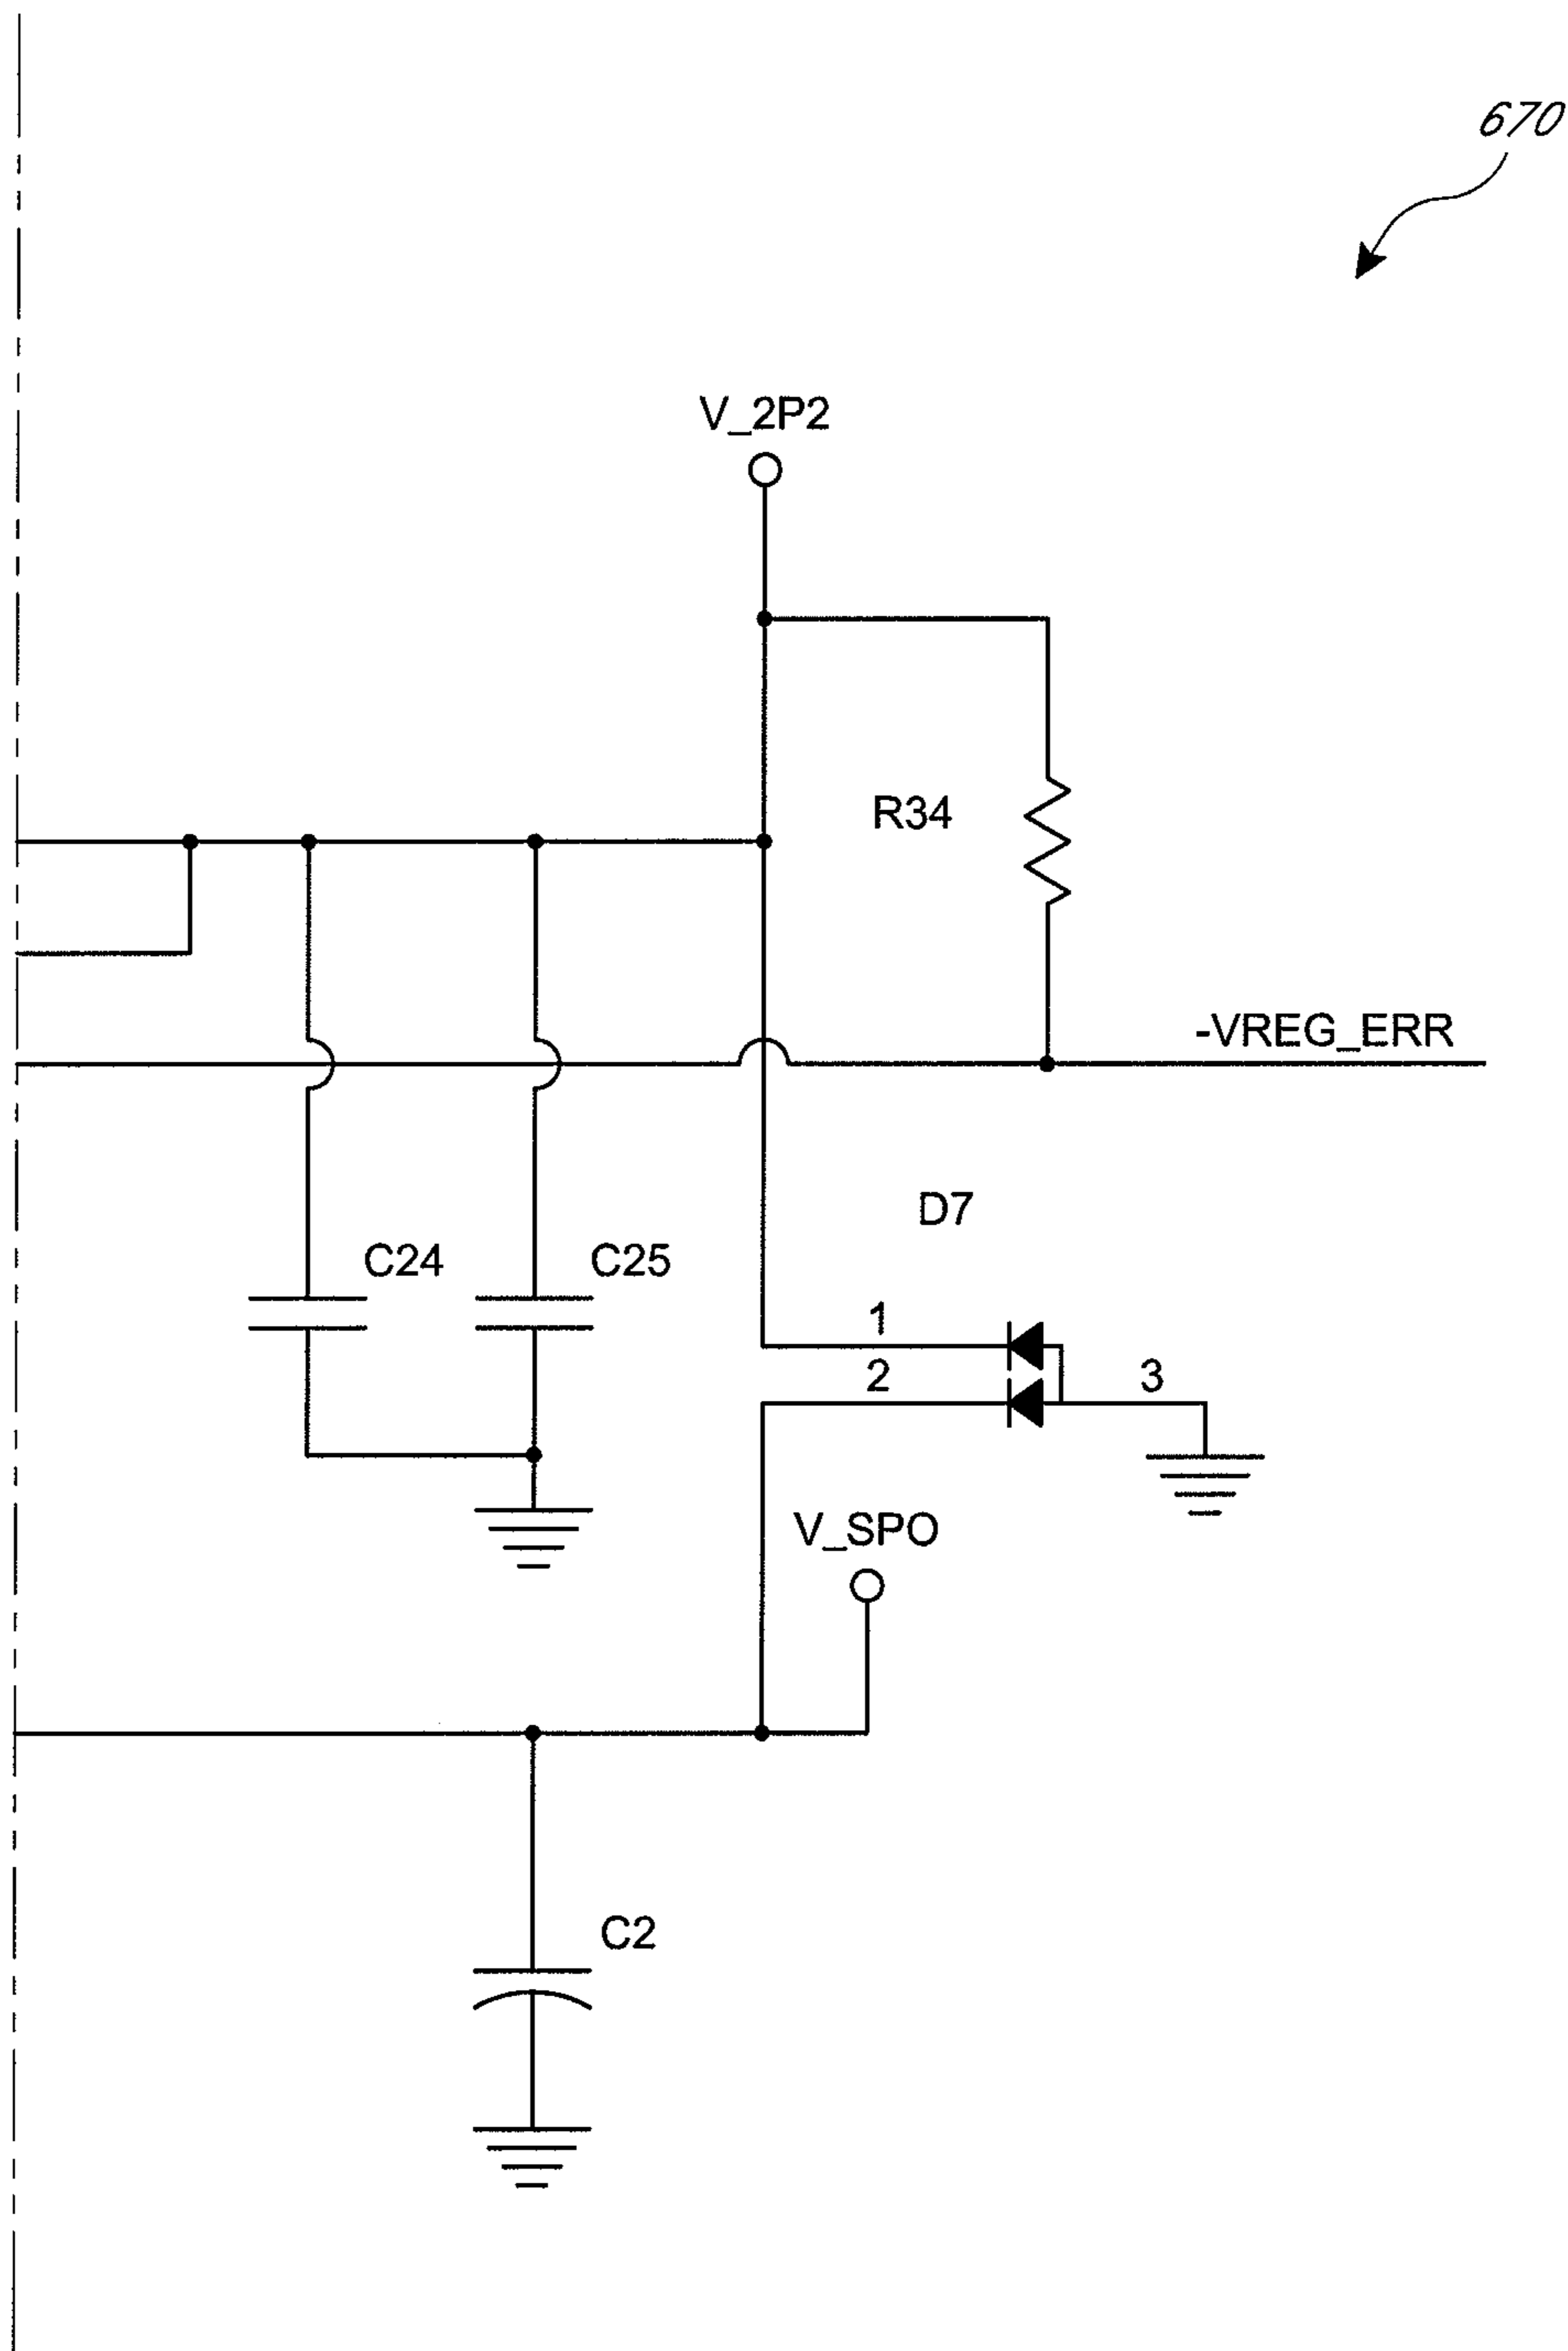 670
V_2P2
R34
-VREG_ERR
D7
C24
C25
1
2
3
V_SPO
C2